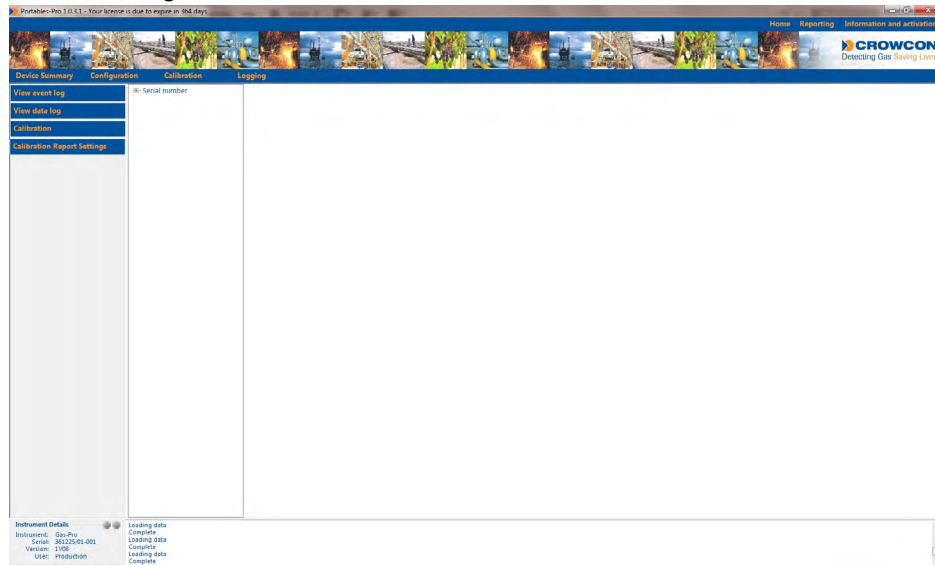 Portables-Pro 1.0.3.1 - Your license is due to expire in 364 days
Home Reporting Information and activation
CROWCON
Detecting Gas Saving Lives
Device Summary Configuration Calibration Logging
View event log
View data log
Calibration
Calibration Report Settings
Serial number
Instrument Details
Instrument: Gas-Pro
Serial: 361225/01-001
Version: 1V08
User: Production
Loading data
Complete
Loading data
Complete
Loading data
Complete